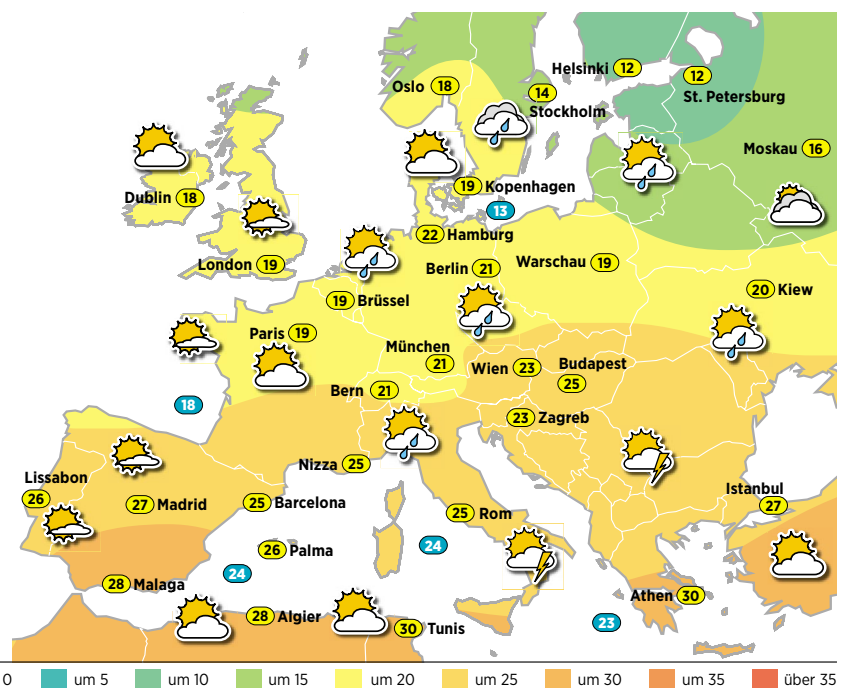 Helsinki 12
12
St. Petersburg
Oslo 18
14
Stockholm
Moskau 16
Dublin 18
19 Kopenhagen
13
22 Hamburg
London 19
Berlin 21
Warschau 19
20 Kiew
19 Brüssel
Paris 19
München
21
Wien 23
Budapest
25
Bern 21
18
23 Zagreb
Nizza 25
Lissabon
26
27 Madrid
25 Barcelona
25 Rom
Istanbul
27
26 Palma
24
24
28 Malaga
Athen 30
28 Algier
30 Tunis
23
0 um 5 um 10 um 15 um 20 um 25 um 30 um 35 über 35